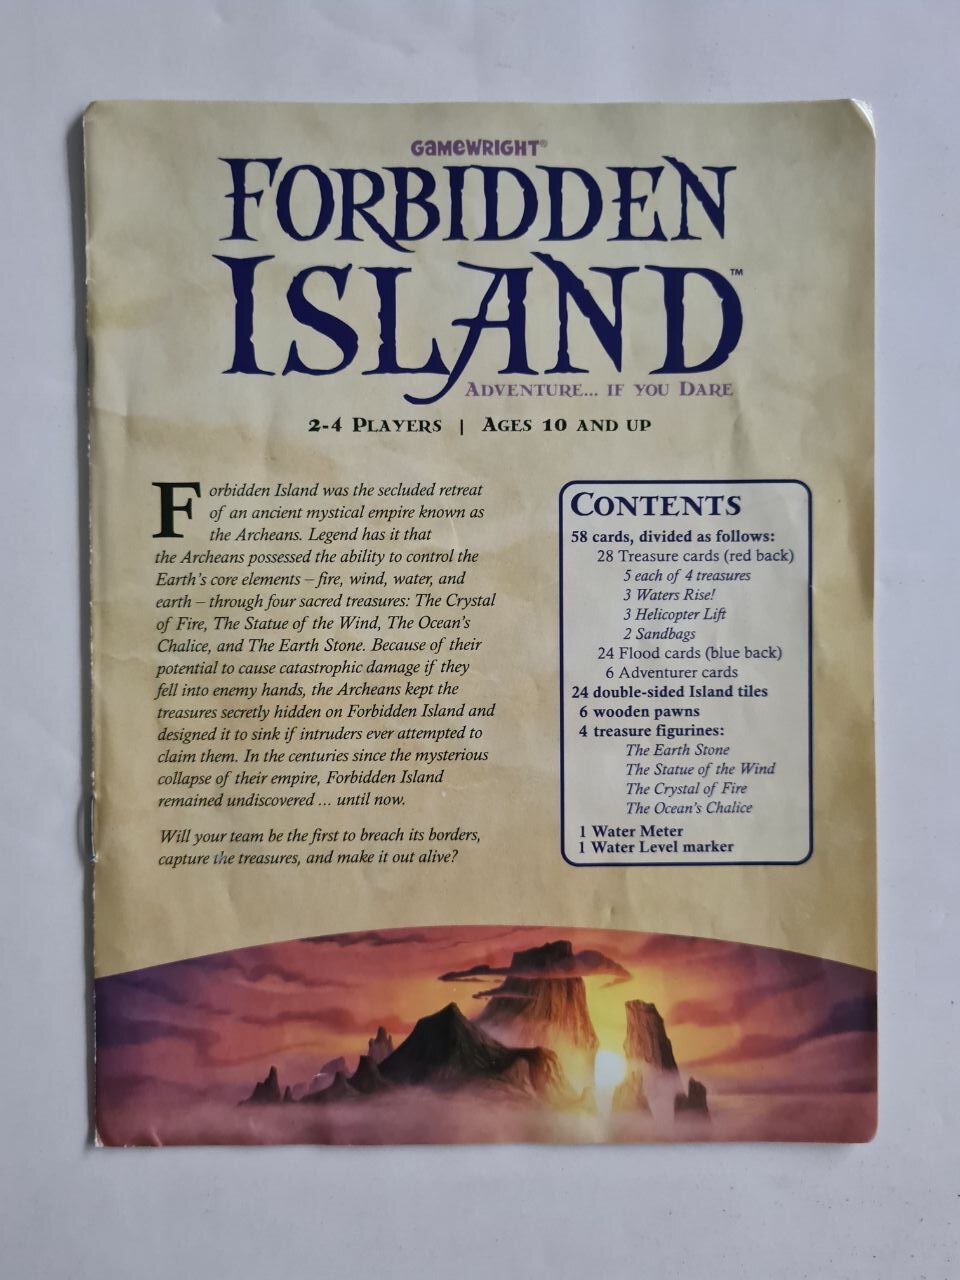 GAMEWRIGHT®
FORBIDDEN
ISLAND™
ADVENTURE... IF YOU DARE
2-4 PLAYERS | AGES 10 AND UP
Forbidden Island was the secluded retreat
of an ancient mystical empire known as
the Archeans. Legend has it that
the Archeans possessed the ability to control the
Earth's core elements – fire, wind, water, and
earth – through four sacred treasures: The Crystal
of Fire, The Statue of the Wind, The Ocean's
Chalice, and The Earth Stone. Because of their
potential to cause catastrophic damage if they
fell into enemy hands, the Archeans kept the
treasures secretly hidden on Forbidden Island and
designed it to sink if intruders ever attempted to
claim them. In the centuries since the mysterious
collapse of their empire, Forbidden Island
remained undiscovered ... until now.
Will your team be the first to breach its borders,
capture the treasures, and make it out alive?
CONTENTS
58 cards, divided as follows:
28 Treasure cards (red back)
5 each of 4 treasures
3 Waters Rise!
3 Helicopter Lift
2 Sandbags
24 Flood cards (blue back)
6 Adventurer cards
24 double-sided Island tiles
6 wooden pawns
4 treasure figurines:
The Earth Stone
The Statue of the Wind
The Crystal of Fire
The Ocean's Chalice
1 Water Meter
1 Water Level marker